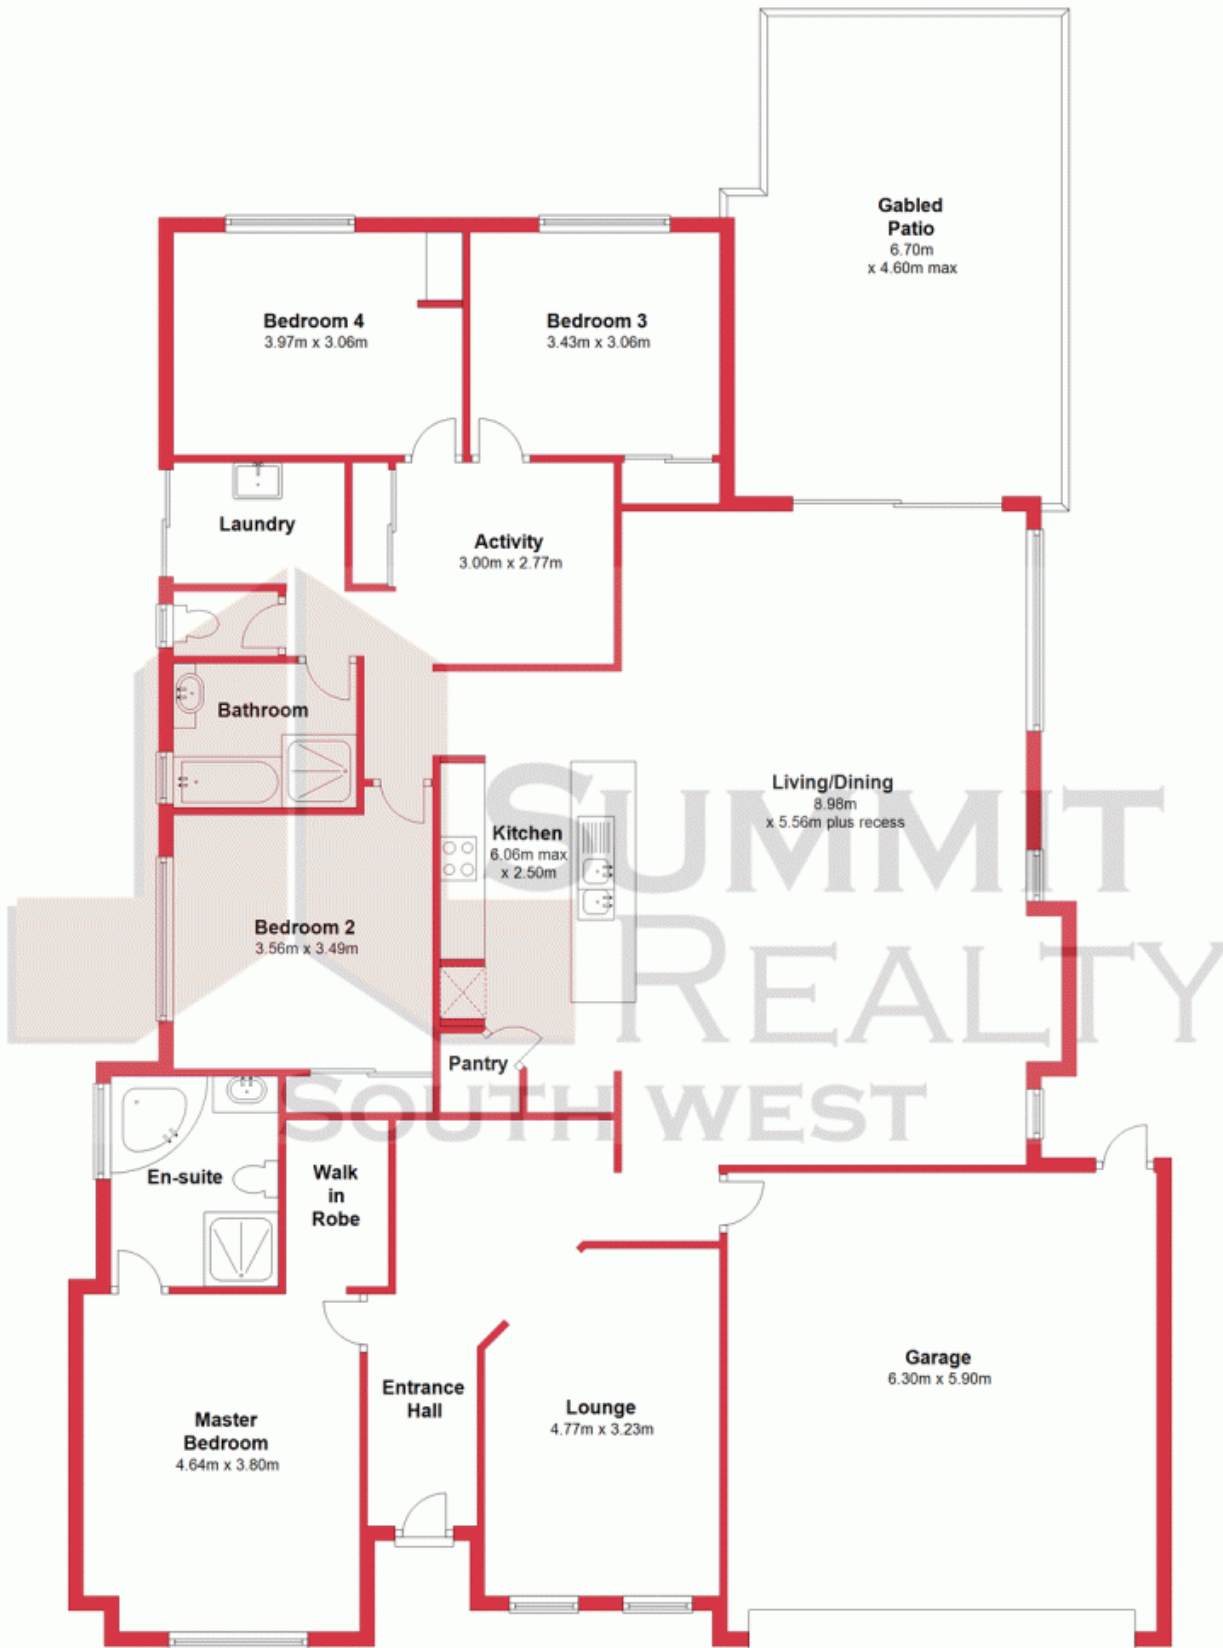 Gabled
Patio
6.70m
x 4.60m max
Bedroom 4
3.97m x 3.06m
Bedroom 3
3.43m x 3.06m
Laundry
Activity
3.00m x 2.77m
Bathroom
Living/Dining
8.98m
x 5.56m plus recess
Kitchen
6.06m max
x 2.50m
Bedroom 2
3.56m x 3.49m
Pantry
En-suite
Walk
in
Robe
Entrance
Hall
Master
Bedroom
4.64m x 3.80m
Lounge
4.77m x 3.23m
Garage
6.30m x 5.90m
SUMMIT
REALTY
SOUTH WEST